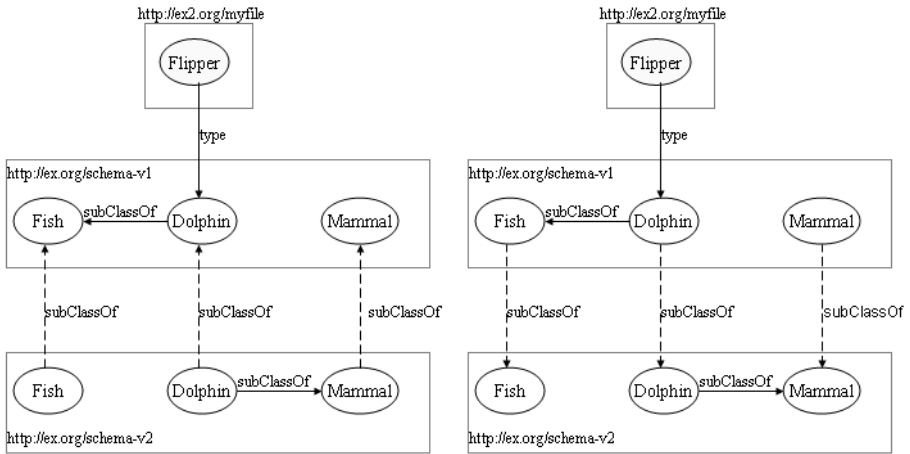 http://ex2.org/myfile
Flipper
type
http://ex.org/schema-v1
Fish
subClassOf
Dolphin
Mammal
subClassOf
subClassOf
subClassOf
Fish
Dolphin
subClassOf
Mammal
http://ex.org/schema-v2
http://ex2.org/myfile
Flipper
type
http://ex.org/schema-v1
Fish
subClassOf
Dolphin
Mammal
subClassOf
subClassOf
subClassOf
Fish
Dolphin
subClassOf
Mammal
http://ex.org/schema-v2